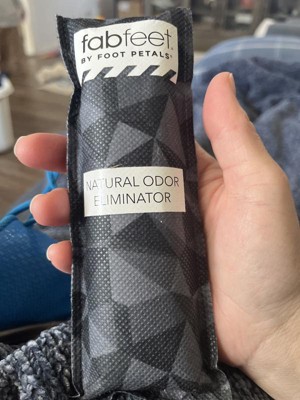 fabfeet.
BY FOOT PETALS®
NATURAL ODOR
ELIMINATOR